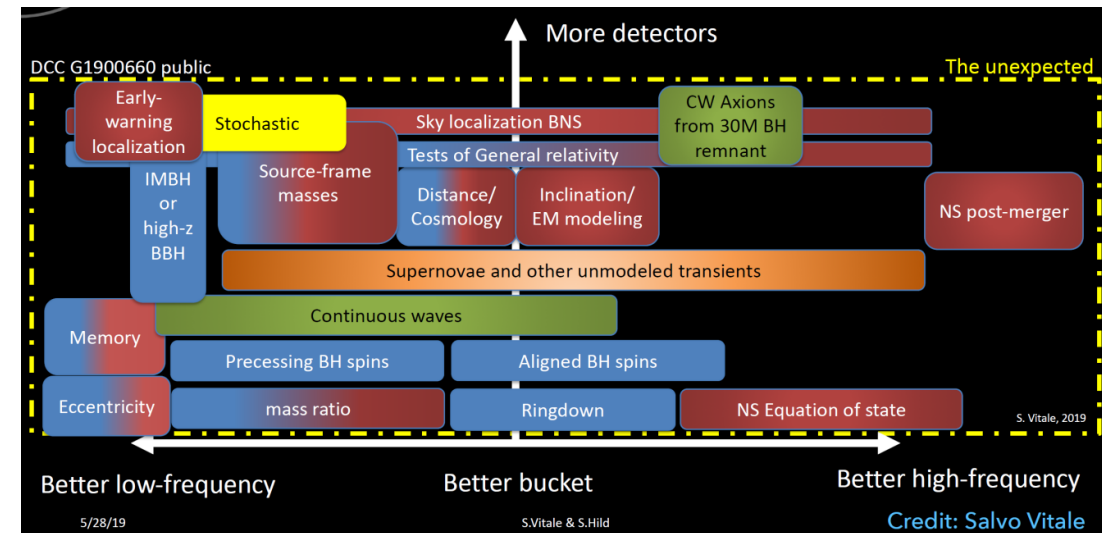 More detectors
DCC G1900660 public
The unexpected
Early-
warning
localization
Stochastic
Sky localization BNS
CW Axions
from 30M BH
remnant
Tests of General relativity
IMBH
or
high-z
BBH
Source-frame
masses
Distance/
Cosmology
Inclination/
EM modeling
NS post-merger
Supernovae and other unmodeled transients
Continuous waves
Memory
Precessing BH spins
Aligned BH spins
Eccentricity
mass ratio
Ringdown
NS Equation of state
S. Vitale, 2019
Better low-frequency
Better bucket
Better high-frequency
5/28/19
S.Vitale & S.Hild
Credit: Salvo Vitale